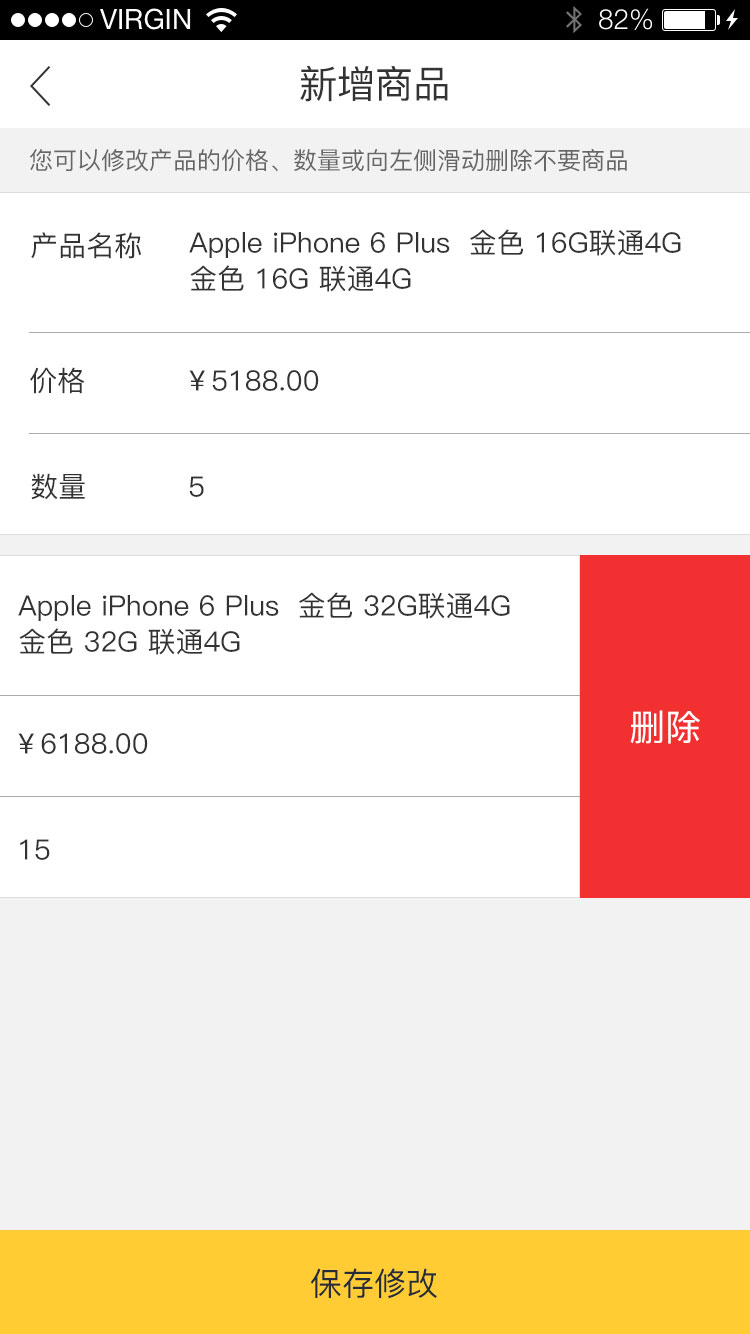 VIRGIN 82%
新增商品
您可以修改产品的价格、数量或向左侧滑动删除不要商品
产品名称 Apple iPhone 6 Plus 金色 16G联通4G
金色 16G 联通4G
价格 ¥5188.00
数量 5
Apple iPhone 6 Plus 金色 32G联通4G
金色 32G 联通4G
删除
¥6188.00
15
保存修改